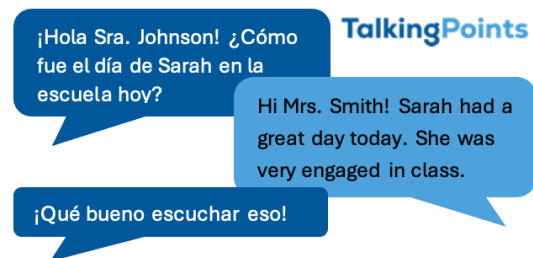 TalkingPoints
¡Hola Sra. Johnson! ¿Cómo
fue el día de Sarah en la
escuela hoy?
Hi Mrs. Smith! Sarah had a
great day today. She was
very engaged in class.
¡Qué bueno escuchar eso!